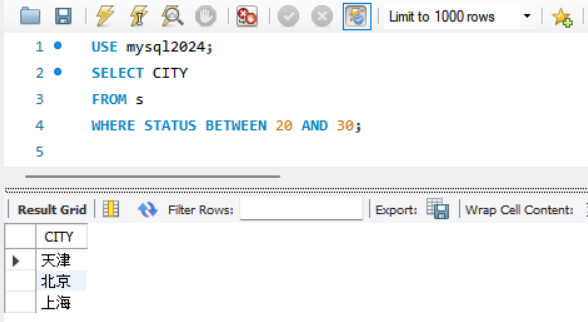 Limit to 1000 rows
1 USE mysql2024;
2 SELECT CITY
3 FROM s
4 WHERE STATUS BETWEEN 20 AND 30;
5
Result Grid Filter Rows: Export: Wrap Cell Content:
CITY
天津
北京
上海